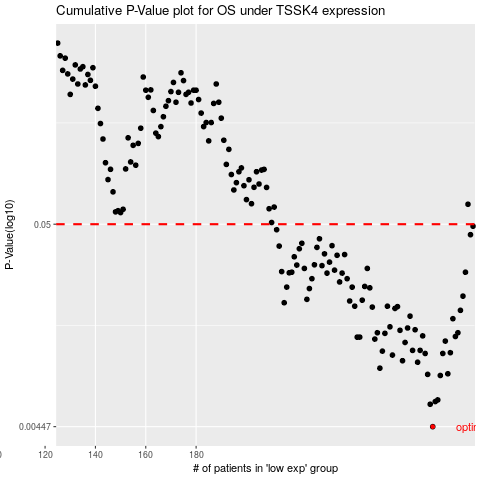 Cumulative P-Value plot for OS under TSSK4 expression
P-Value(log10)
0.05
0.00447
optim
0
120
140
160
180
# of patients in 'low exp' group